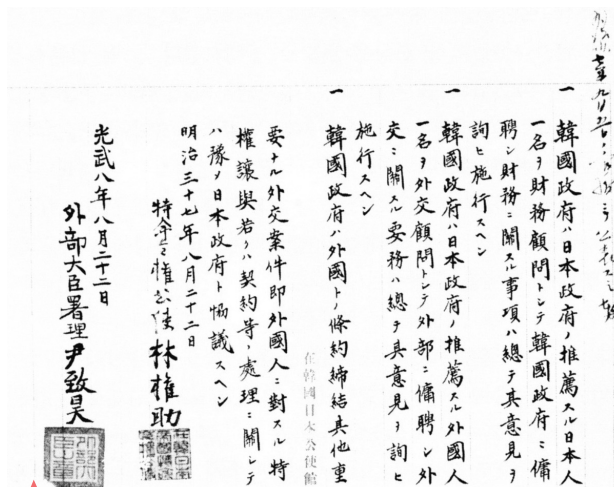 一 韓國政府ハ日本政府ノ推薦スル日本人
一名ヲ財務顧問トシテ韓國政府ニ傭
聘シ財務ニ關スル事項ハ總テ其意見ヲ
詢ヒ施行スヘシ
一 韓國政府ハ日本政府ノ推薦スル外國人
一名ヲ外交顧問トシテ外部ニ傭聘シ外
交ニ關スル要務ハ總テ其意見ヲ詢ヒ
施行スヘシ
一 韓國政府ハ外國トノ條約締結其他重
在韓國日本公使館
要ナル外交案件即外國人ニ對スル特
權讓與若クハ契約等ノ處理ニ關シテ
ハ豫メ日本政府ト協議スヘシ
明治三十七年八月二十二日
特命全權公使 林權助
光武八年八月二十二日
外部大臣署理 尹致昊